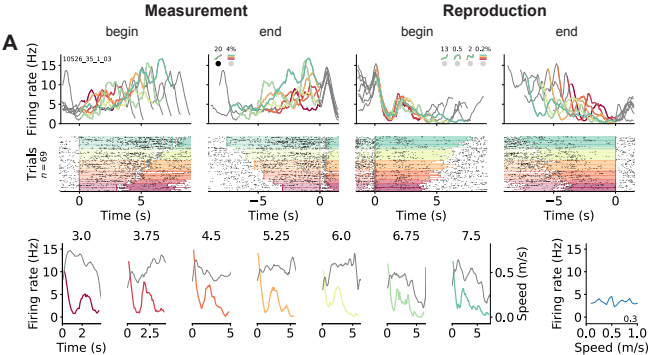 Measurement
Reproduction
begin
end
begin
end
A
Firing rate (Hz)
15
10
5
0
10526_35_1_03
20 4%
13 0.5 2 0.2%
Trials
n = 69
0 5
−5 0
0 5
−5 0
Time (s)
Time (s)
Time (s)
Time (s)
3.0 3.75 4.5 5.25 6.0 6.75 7.5
Firing rate (Hz)
15
10
5
0
0 2
0.0 2.5
0 5
0 5
0 5
0 5
0 5
Time (s)
0.5
0.0
Speed (m/s)
Firing rate (Hz)
15
10
5
0
0.3
0.0 0.5 1.0
Speed (m/s)